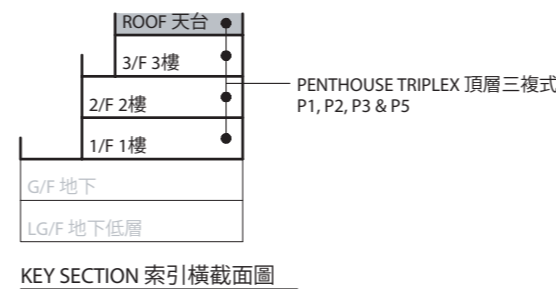 ROOF 天台
3/F 3樓
PENTHOUSE TRIPLEX 頂層三複式
P1, P2, P3 & P5
2/F 2樓
1/F 1樓
G/F 地下
LG/F 地下低層
KEY SECTION 索引橫截面圖